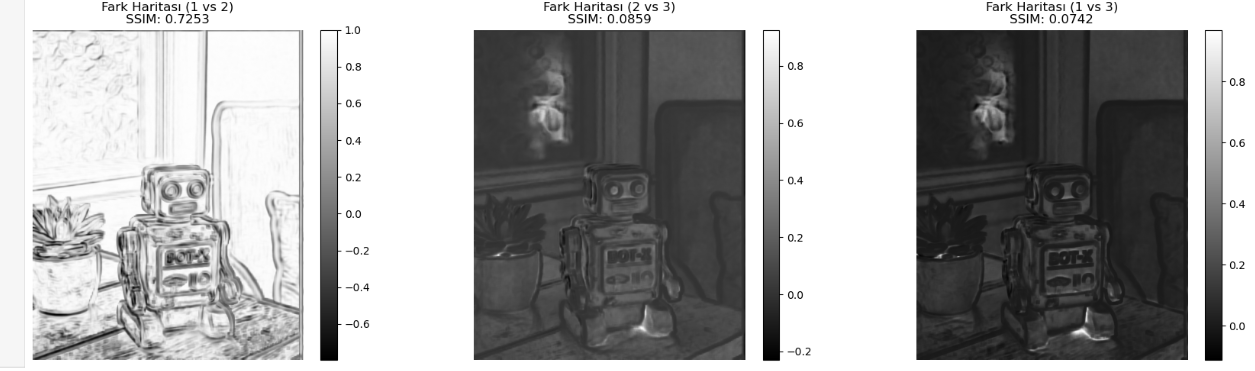 Fark Haritası (1 vs 2)
SSIM: 0.7253
1.0
0.8
0.6
0.4
0.2
0.0
−0.2
−0.4
−0.6
BOT-X
Fark Haritası (2 vs 3)
SSIM: 0.0859
0.8
0.6
0.4
0.2
0.0
−0.2
BOT-X
Fark Haritası (1 vs 3)
SSIM: 0.0742
0.8
0.6
0.4
0.2
0.0
BOT-X